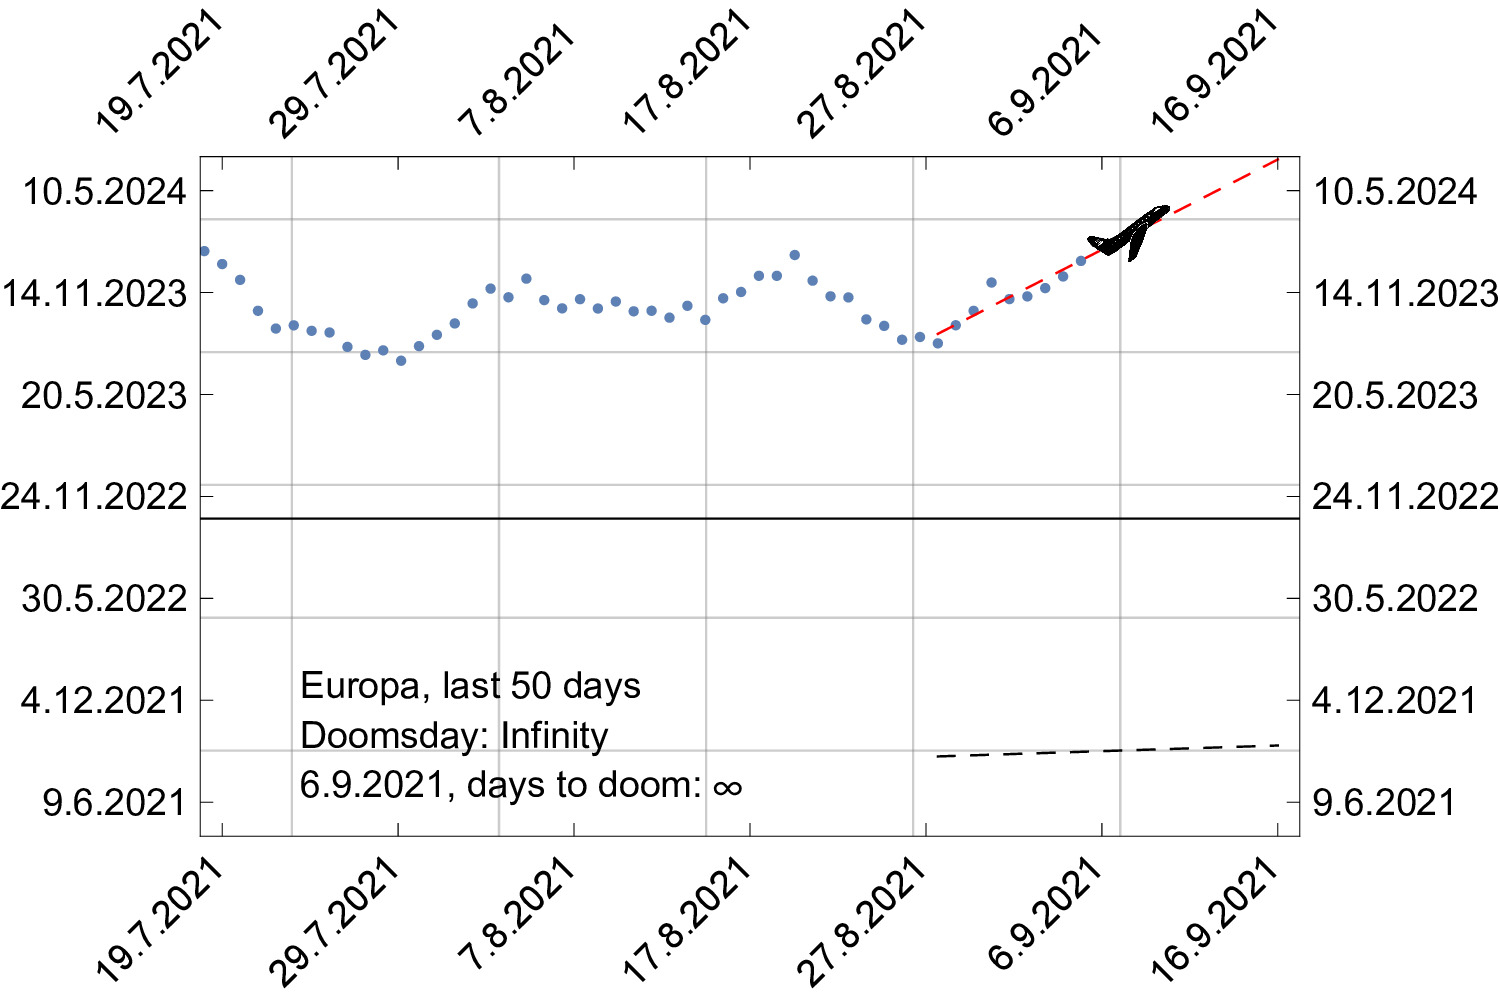 19.7.2021 29.7.2021 7.8.2021 17.8.2021 27.8.2021 6.9.2021 16.9.2021
10.5.2024 10.5.2024
14.11.2023 14.11.2023
20.5.2023 20.5.2023
24.11.2022 24.11.2022
30.5.2022 30.5.2022
Europa, last 50 days
4.12.2021 4.12.2021
Doomsday: Infinity
6.9.2021, days to doom: ∞
9.6.2021 9.6.2021
19.7.2021 29.7.2021 7.8.2021 17.8.2021 27.8.2021 6.9.2021 16.9.2021